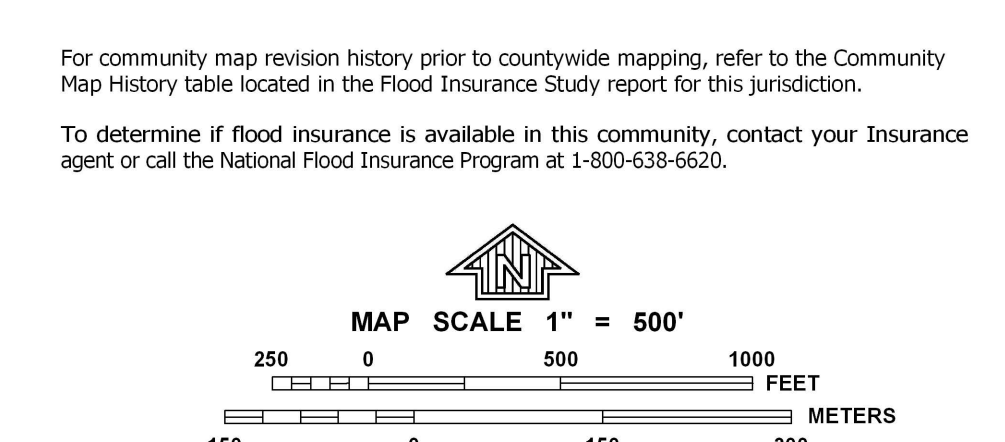 For community map revision history prior to countywide mapping, refer to the Community
Map History table located in the Flood Insurance Study report for this jurisdiction.
To determine if flood insurance is available in this community, contact your Insurance
agent or call the National Flood Insurance Program at 1-800-638-6620.
N
MAP SCALE 1" = 500'
250 0 500 1000
FEET
METERS